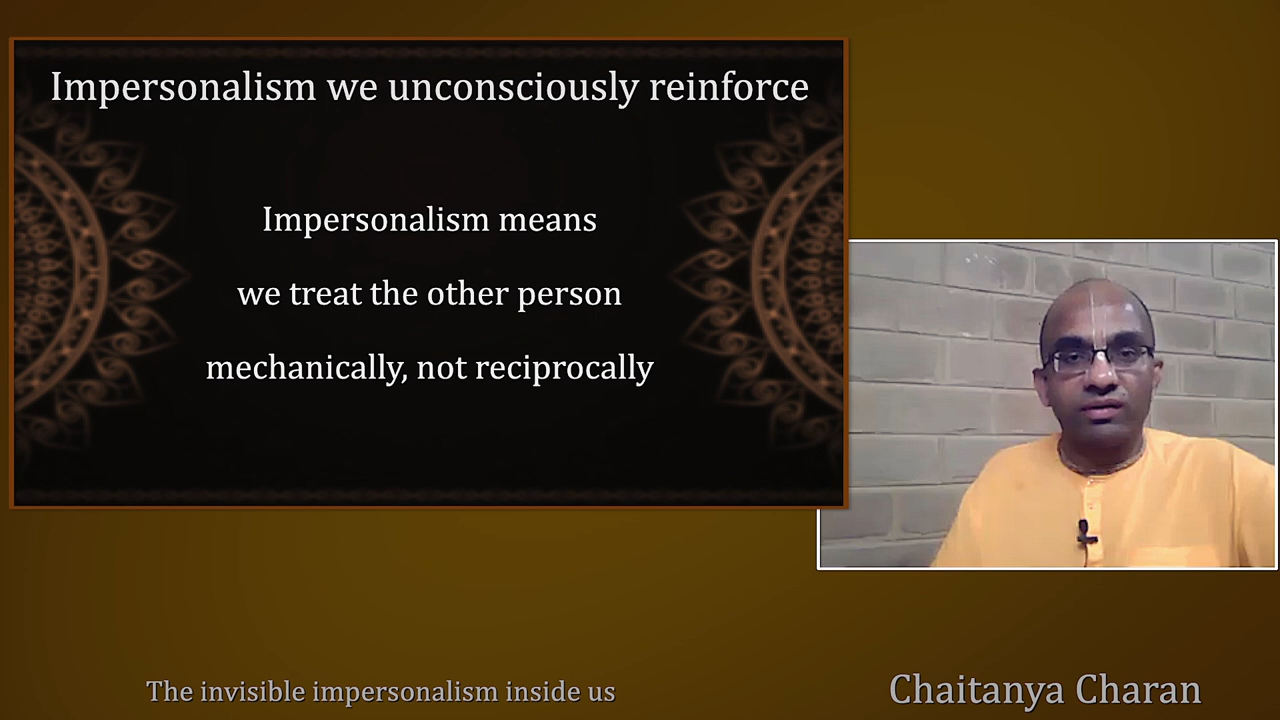 Impersonalism we unconsciously reinforce
Impersonalism means
we treat the other person
mechanically, not reciprocally
The invisible impersonalism inside us
Chaitanya Charan